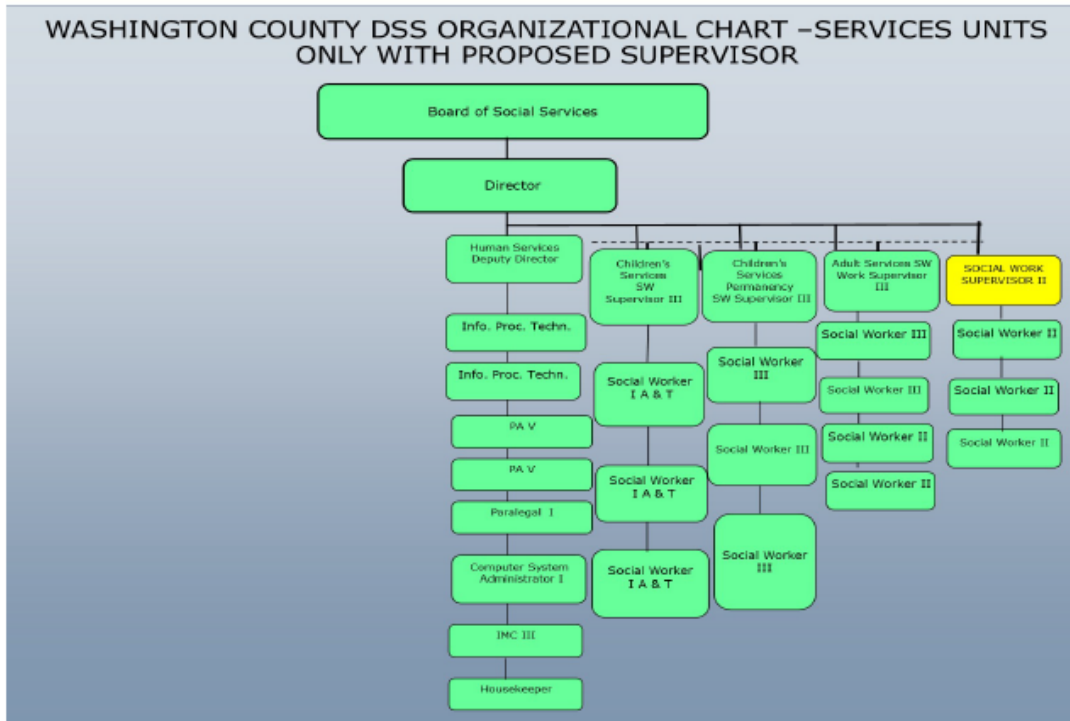 WASHINGTON COUNTY DSS ORGANIZATIONAL CHART –SERVICES UNITS
ONLY WITH PROPOSED SUPERVISOR
Board of Social Services
Director
Human Services
Deputy Director
Info. Proc. Techn.
Info. Proc. Techn.
PA V
PA V
Paralegal I
Computer System
Administrator I
IMC III
Housekeeper
Children's
Services
SW
Supervisor III
Social Worker
I A & T
Social Worker
I A & T
Social Worker
I A & T
Children's
Services
Permanency
SW Supervisor III
Social Worker
III
Social Worker III
Social Worker
III
Adult Services SW
Work Supervisor
III
Social Worker III
Social Worker III
Social Worker II
Social Worker II
SOCIAL WORK
SUPERVISOR II
Social Worker II
Social Worker II
Social Worker II